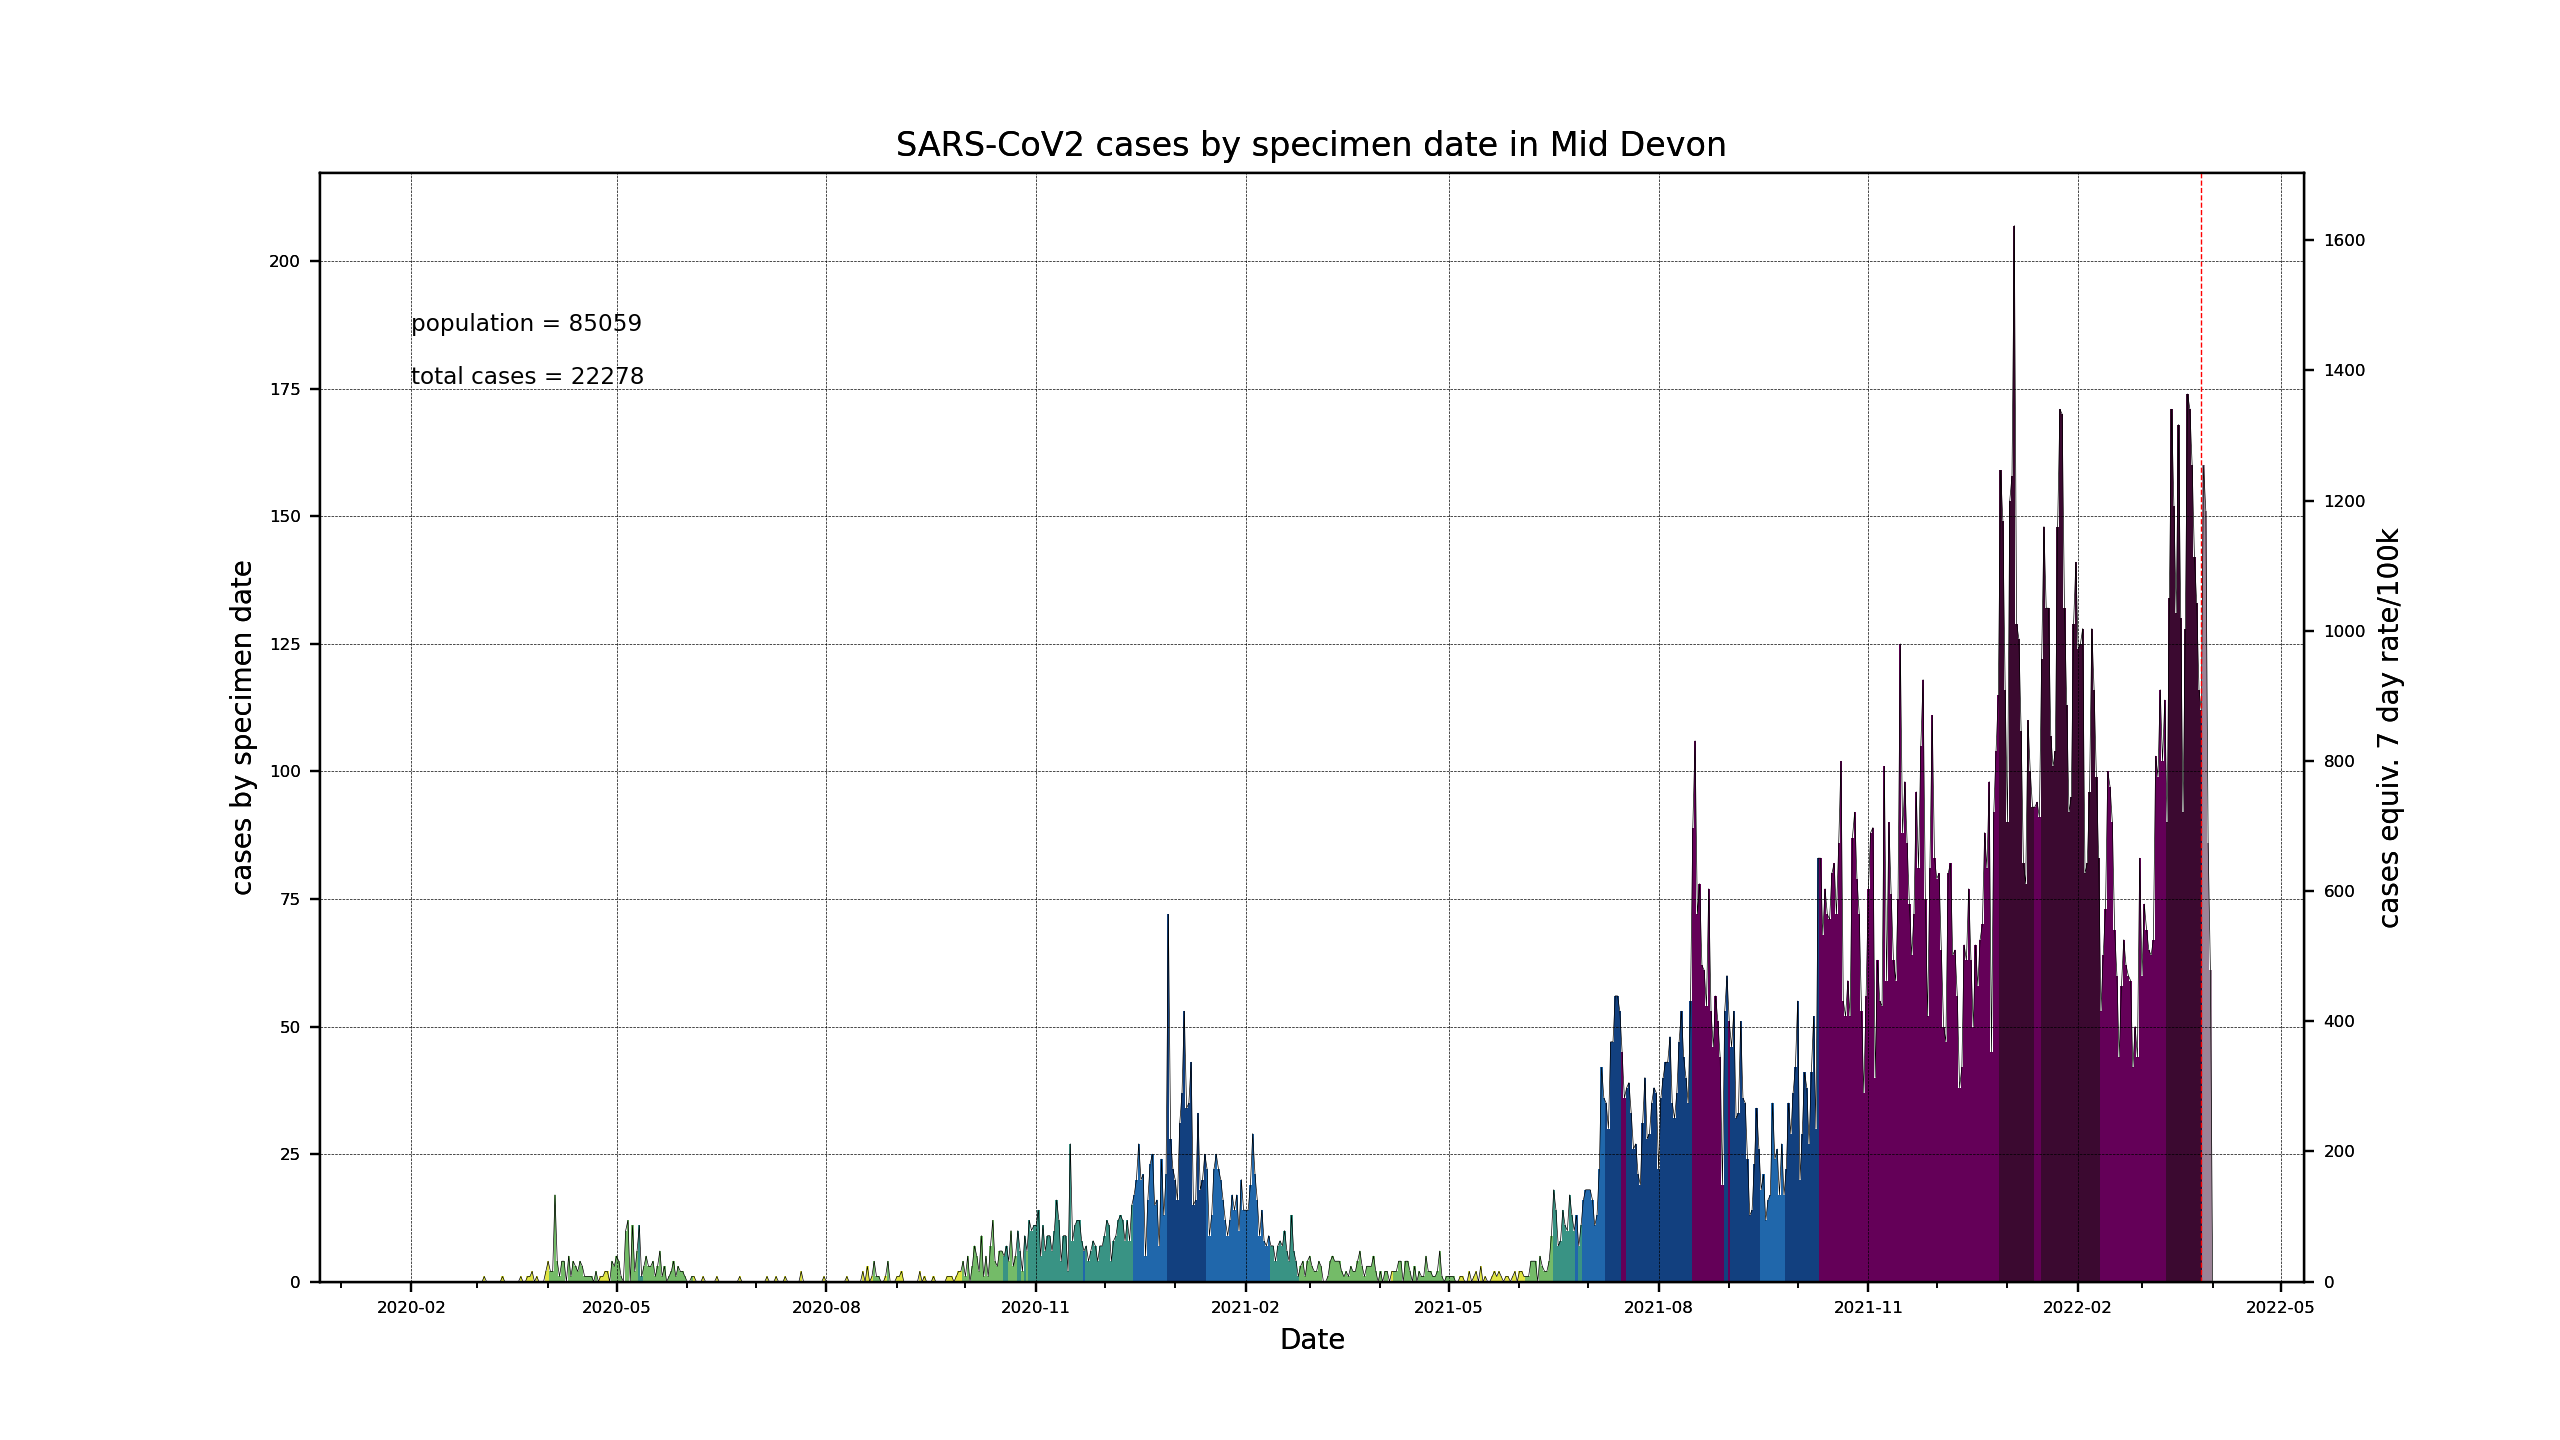 SARS-CoV2 cases by specimen date in Mid Devon
population = 85059
total cases = 22278
cases by specimen date
200
175
150
125
100
75
50
25
0
1600
1400
1200
1000
800
600
400
200
0
cases equiv. 7 day rate/100k
2020-02 2020-05 2020-08 2020-11 2021-02 2021-05 2021-08 2021-11 2022-02 2022-05
Date